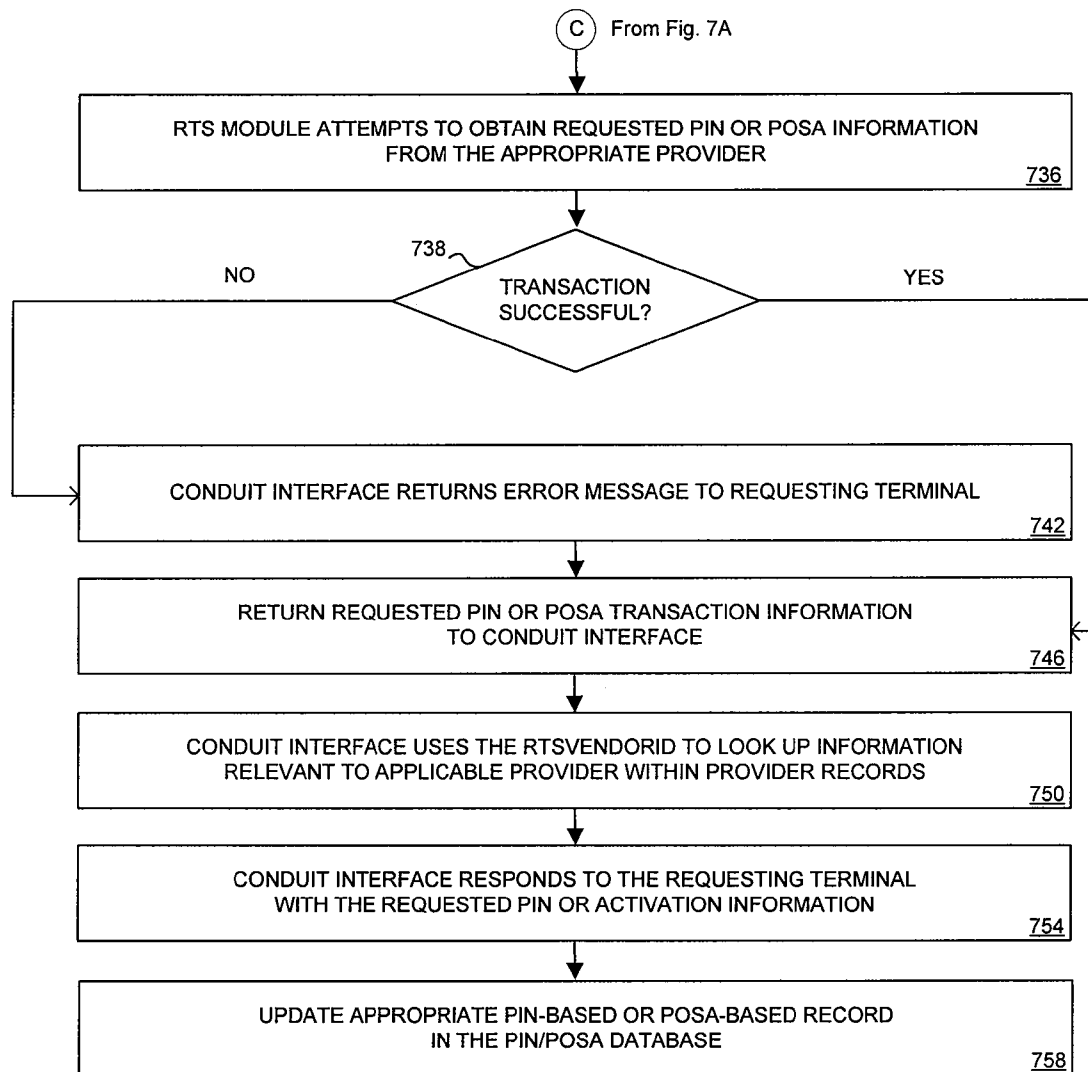 C From Fig. 7A
RTS MODULE ATTEMPTS TO OBTAIN REQUESTED PIN OR POSA INFORMATION
FROM THE APPROPRIATE PROVIDER
736
738
NO
YES
TRANSACTION
SUCCESSFUL?
CONDUIT INTERFACE RETURNS ERROR MESSAGE TO REQUESTING TERMINAL
742
RETURN REQUESTED PIN OR POSA TRANSACTION INFORMATION
TO CONDUIT INTERFACE
746
CONDUIT INTERFACE USES THE RTSVENDORID TO LOOK UP INFORMATION
RELEVANT TO APPLICABLE PROVIDER WITHIN PROVIDER RECORDS
750
CONDUIT INTERFACE RESPONDS TO THE REQUESTING TERMINAL
WITH THE REQUESTED PIN OR ACTIVATION INFORMATION
754
UPDATE APPROPRIATE PIN-BASED OR POSA-BASED RECORD
IN THE PIN/POSA DATABASE
758